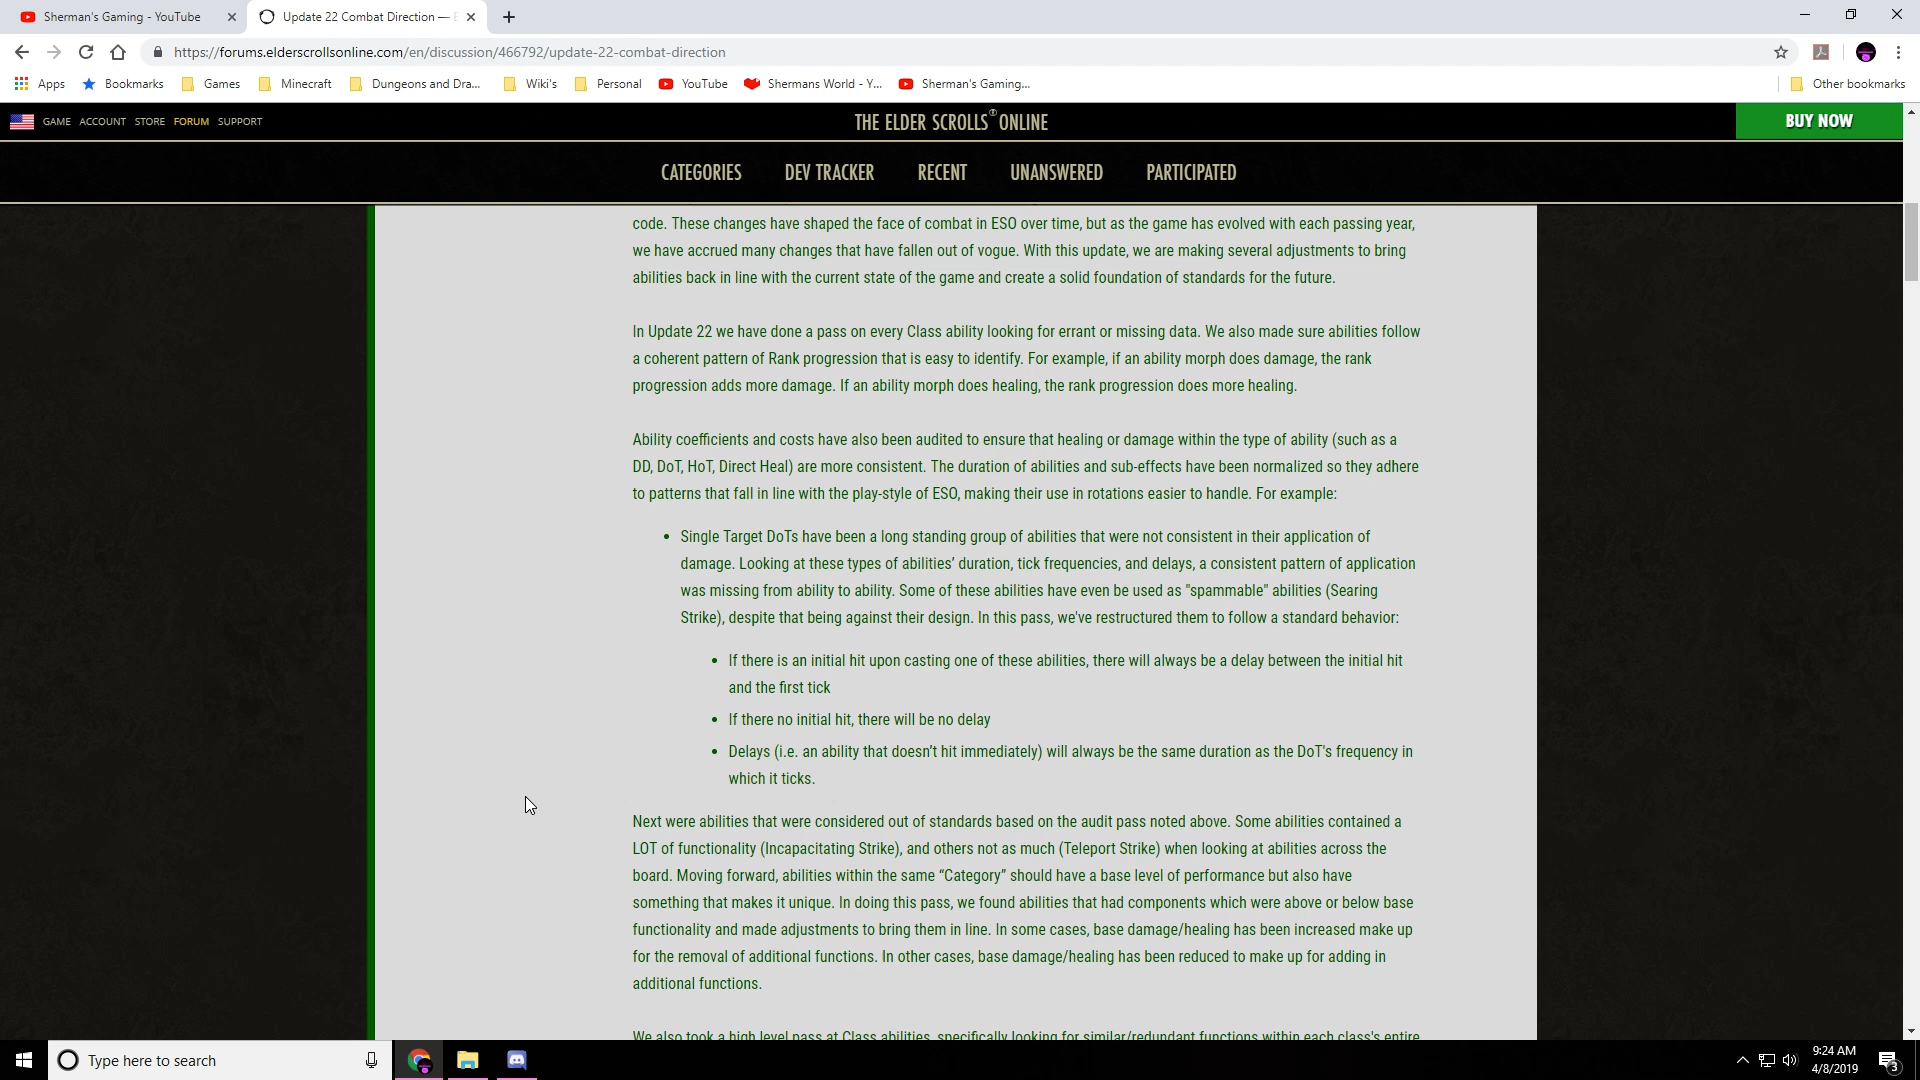 Sherman's Gaming - YouTube
Update 22 Combat Direction —
https://forums.elderscrollsonline.com/en/discussion/466792/update-22-combat-direction
Apps Bookmarks Games Minecraft Dungeons and Dra... Wiki's Personal YouTube Shermans World - Y... Sherman's Gaming... Other bookmarks
GAME ACCOUNT STORE FORUM SUPPORT
THE ELDER SCROLLS® ONLINE
BUY NOW
CATEGORIES DEV TRACKER RECENT UNANSWERED PARTICIPATED
code. These changes have shaped the face of combat in ESO over time, but as the game has evolved with each passing year,
we have accrued many changes that have fallen out of vogue. With this update, we are making several adjustments to bring
abilities back in line with the current state of the game and create a solid foundation of standards for the future.
In Update 22 we have done a pass on every Class ability looking for errant or missing data. We also made sure abilities follow
a coherent pattern of Rank progression that is easy to identify. For example, if an ability morph does damage, the rank
progression adds more damage. If an ability morph does healing, the rank progression does more healing.
Ability coefficients and costs have also been audited to ensure that healing or damage within the type of ability (such as a
DD, DoT, HoT, Direct Heal) are more consistent. The duration of abilities and sub-effects have been normalized so they adhere
to patterns that fall in line with the play-style of ESO, making their use in rotations easier to handle. For example:
• Single Target DoTs have been a long standing group of abilities that were not consistent in their application of
damage. Looking at these types of abilities' duration, tick frequencies, and delays, a consistent pattern of application
was missing from ability to ability. Some of these abilities have even be used as "spammable" abilities (Searing
Strike), despite that being against their design. In this pass, we've restructured them to follow a standard behavior:
• If there is an initial hit upon casting one of these abilities, there will always be a delay between the initial hit
and the first tick
• If there no initial hit, there will be no delay
• Delays (i.e. an ability that doesn't hit immediately) will always be the same duration as the DoT's frequency in
which it ticks.
Next were abilities that were considered out of standards based on the audit pass noted above. Some abilities contained a
LOT of functionality (Incapacitating Strike), and others not as much (Teleport Strike) when looking at abilities across the
board. Moving forward, abilities within the same “Category” should have a base level of performance but also have
something that makes it unique. In doing this pass, we found abilities that had components which were above or below base
functionality and made adjustments to bring them in line. In some cases, base damage/healing has been increased make up
for the removal of additional functions. In other cases, base damage/healing has been reduced to make up for adding in
additional functions.
We also took a high level pass at Class abilities, specifically looking for similar/redundant functions within each class's entire
Type here to search
9:24 AM
4/8/2019
3